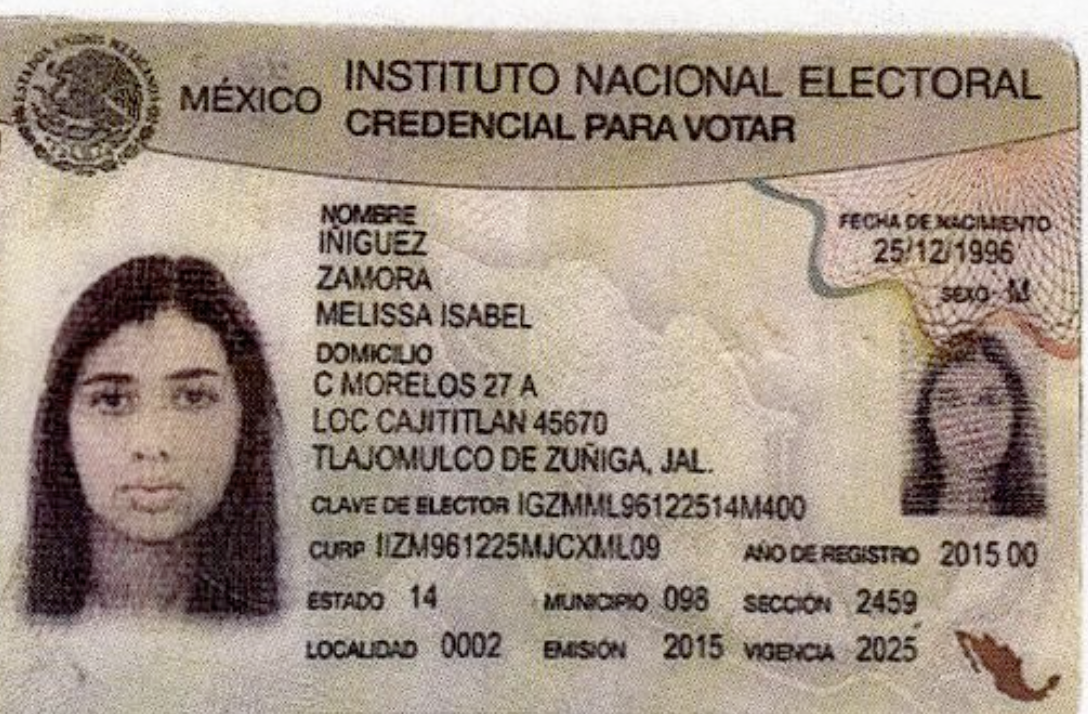 ESTADOS UNIDOS MEXICANOS
MÉXICO
INSTITUTO NACIONAL ELECTORAL
CREDENCIAL PARA VOTAR
NOMBRE
IÑIGUEZ
ZAMORA
MELISSA ISABEL
FECHA DE NACIMIENTO
25/12/1996
SEXO M
DOMICILIO
C MORELOS 27 A
LOC CAJITITLAN 45670
TLAJOMULCO DE ZUÑIGA, JAL.
CLAVE DE ELECTOR IGZMML96122514M400
CURP IIZM961225MJCXML09 AÑO DE REGISTRO 2015 00
ESTADO 14 MUNICIPIO 098 SECCIÓN 2459
LOCALIDAD 0002 EMISIÓN 2015 VIGENCIA 2025